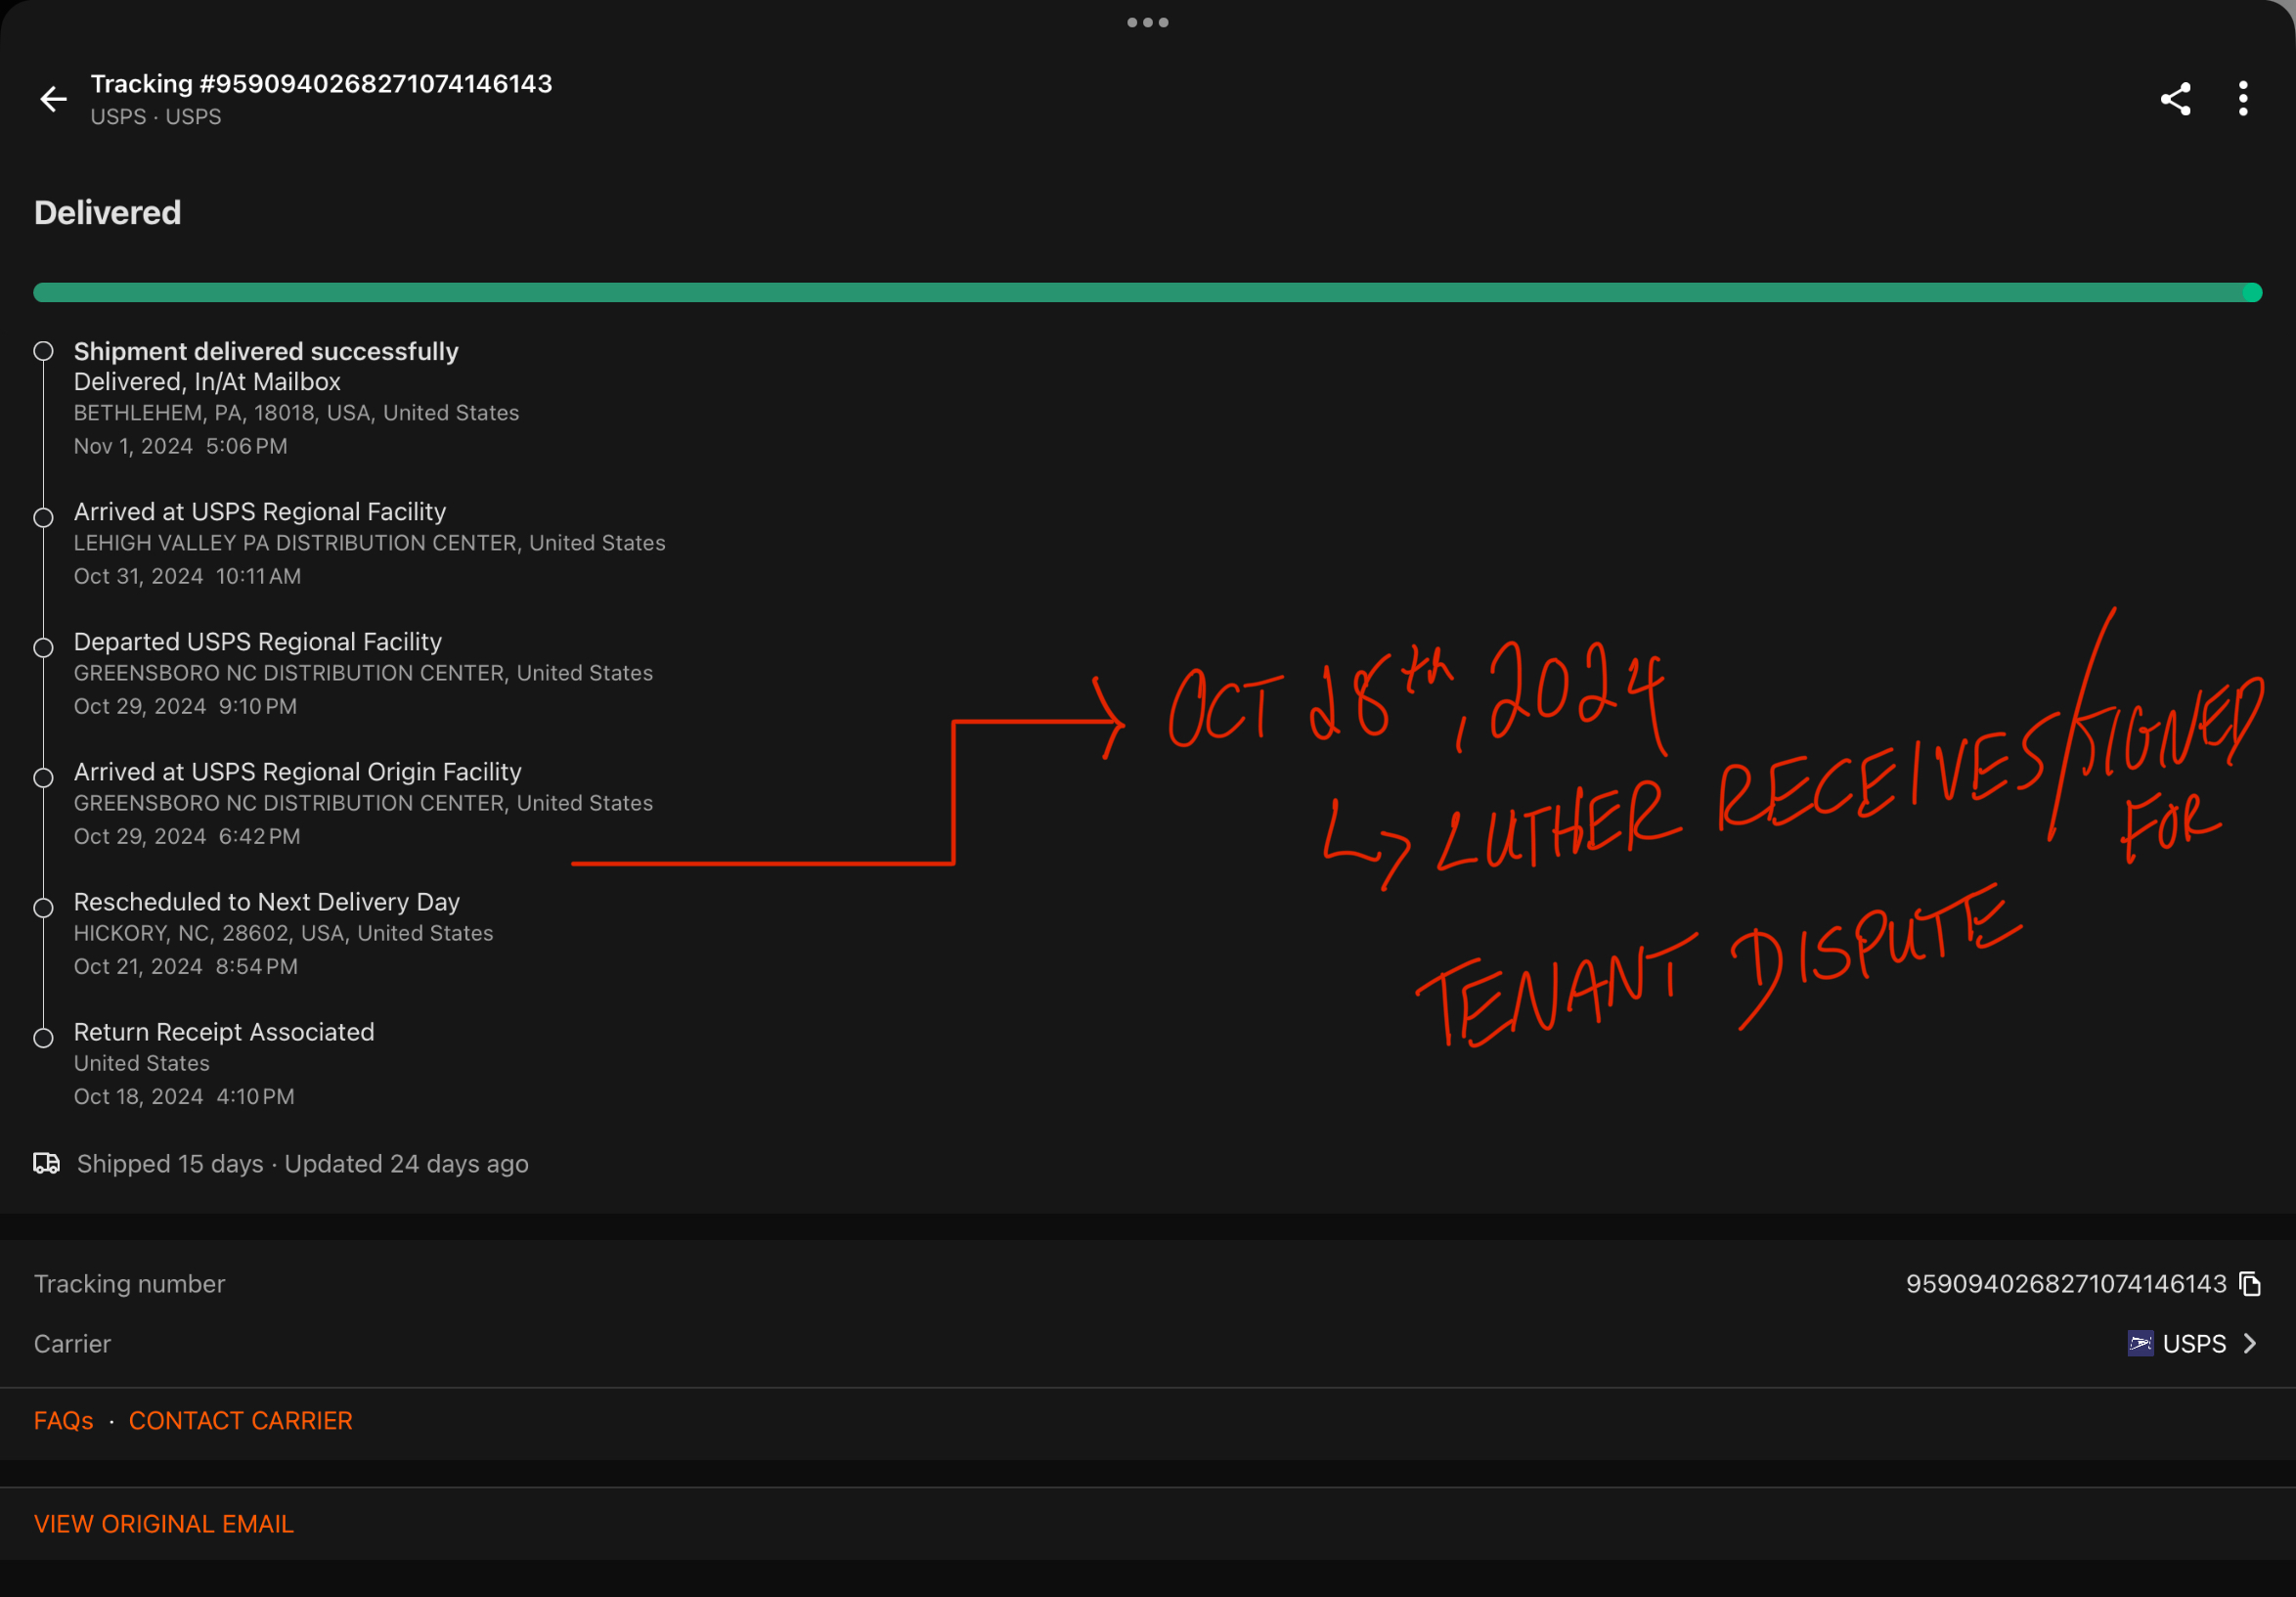 Tracking #9590940268271074146143
USPS · USPS
Delivered
Shipment delivered successfully
Delivered, In/At Mailbox
BETHLEHEM, PA, 18018, USA, United States
Nov 1, 2024 5:06 PM
Arrived at USPS Regional Facility
LEHIGH VALLEY PA DISTRIBUTION CENTER, United States
Oct 31, 2024 10:11 AM
Departed USPS Regional Facility
GREENSBORO NC DISTRIBUTION CENTER, United States
Oct 29, 2024 9:10 PM
Arrived at USPS Regional Origin Facility
GREENSBORO NC DISTRIBUTION CENTER, United States
Oct 29, 2024 6:42 PM
Rescheduled to Next Delivery Day
HICKORY, NC, 28602, USA, United States
Oct 21, 2024 8:54 PM
Return Receipt Associated
United States
Oct 18, 2024 4:10 PM
OCT 28th, 2024
LUTHER RECEIVES/SIGNED
FOR
TENANT DISPUTE
Shipped 15 days · Updated 24 days ago
Tracking number
9590940268271074146143
Carrier
USPS
FAQs · CONTACT CARRIER
VIEW ORIGINAL EMAIL